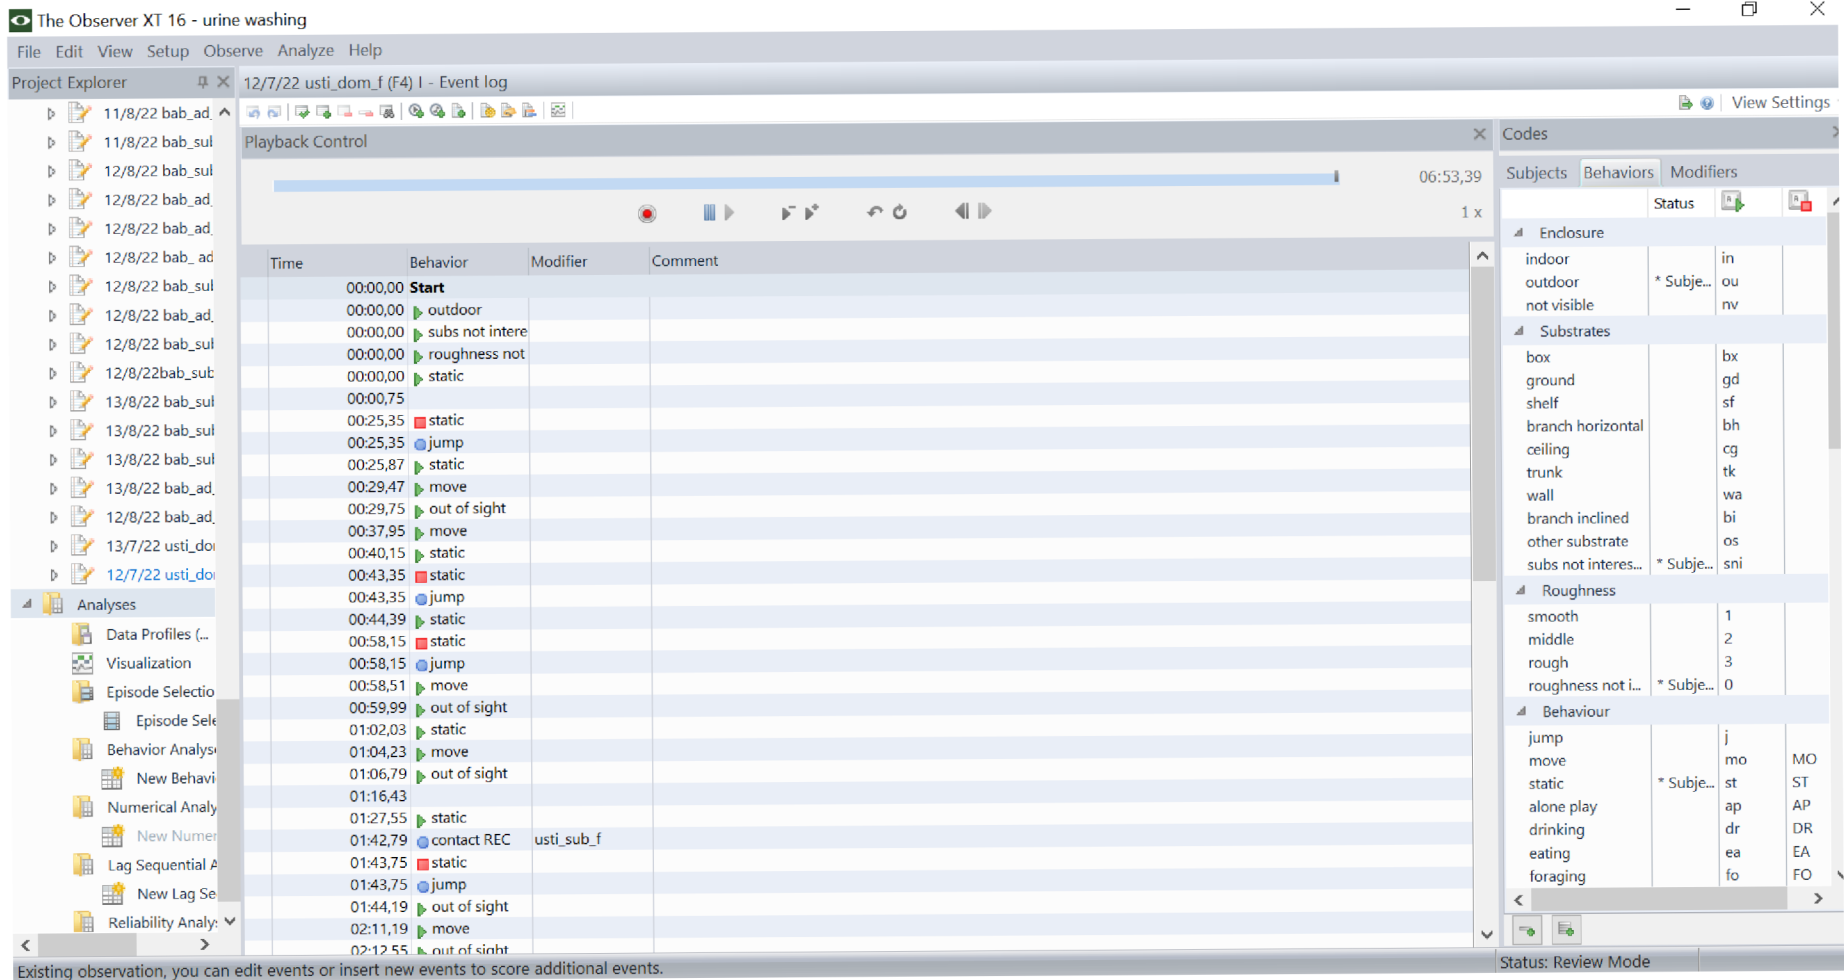 The Observer XT 16 - urine washing
File Edit View Setup Observe Analyze Help
Project Explorer
12/7/22 usti_dom_f (F4) I - Event log
View Settings
11/8/22 bab_ad_
11/8/22 bab_sul
12/8/22 bab_sul
12/8/22 bab_ad_
12/8/22 bab_ad_
12/8/22 bab_ ad
12/8/22 bab_sul
12/8/22 bab_ad_
12/8/22 bab_sul
12/8/22bab_sub
13/8/22 bab_sul
13/8/22 bab_sul
13/8/22 bab_sul
13/8/22 bab_ad_
12/8/22 bab_ad_
13/7/22 usti_do
12/7/22 usti_do
Analyses
Data Profiles (...
Visualization
Episode Selectio
Episode Sele
Behavior Analys
New Behavi
Numerical Analy
New Numer
Lag Sequential A
New Lag Se
Reliability Analy
Playback Control
06:53,39
1 x
Time Behavior Modifier Comment
00:00,00 Start
00:00,00 outdoor
00:00,00 subs not intere
00:00,00 roughness not
00:00,00 static
00:00,75
00:25,35 static
00:25,35 jump
00:25,87 static
00:29,47 move
00:29,75 out of sight
00:37,95 move
00:40,15 static
00:43,35 static
00:43,35 jump
00:44,39 static
00:58,15 static
00:58,15 jump
00:58,51 move
00:59,99 out of sight
01:02,03 static
01:04,23 move
01:06,79 out of sight
01:16,43
01:27,55 static
01:42,79 contact REC usti_sub_f
01:43,75 static
01:43,75 jump
01:44,19 out of sight
02:11,19 move
02:12,55 out of sight
Codes
Subjects Behaviors Modifiers
Status
Enclosure
indoor in
outdoor * Subje... ou
not visible nv
Substrates
box bx
ground gd
shelf sf
branch horizontal bh
ceiling cg
trunk tk
wall wa
branch inclined bi
other substrate os
subs not interes... * Subje... sni
Roughness
smooth 1
middle 2
rough 3
roughness not i... * Subje... 0
Behaviour
jump j
move mo MO
static * Subje... st ST
alone play ap AP
drinking dr DR
eating ea EA
foraging fo FO
Existing observation, you can edit events or insert new events to score additional events.
Status: Review Mode